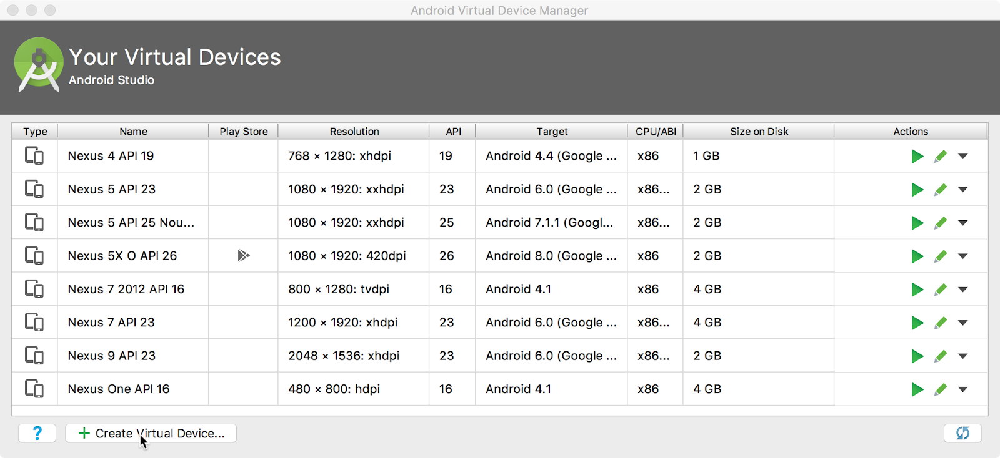 Android Virtual Device Manager
Your Virtual Devices
Android Studio
Type Name Play Store Resolution API Target CPU/ABI Size on Disk Actions
Nexus 4 API 19 768 × 1280: xhdpi 19 Android 4.4 (Google ... x86 1 GB
Nexus 5 API 23 1080 × 1920: xxhdpi 23 Android 6.0 (Google ... x86... 2 GB
Nexus 5 API 25 Nou... 1080 × 1920: xxhdpi 25 Android 7.1.1 (Googl... x86... 2 GB
Nexus 5X O API 26 1080 × 1920: 420dpi 26 Android 8.0 (Google ... x86 2 GB
Nexus 7 2012 API 16 800 × 1280: tvdpi 16 Android 4.1 x86 4 GB
Nexus 7 API 23 1200 × 1920: xhdpi 23 Android 6.0 (Google ... x86... 4 GB
Nexus 9 API 23 2048 × 1536: xhdpi 23 Android 6.0 (Google ... x86... 2 GB
Nexus One API 16 480 × 800: hdpi 16 Android 4.1 x86 4 GB
? + Create Virtual Device...